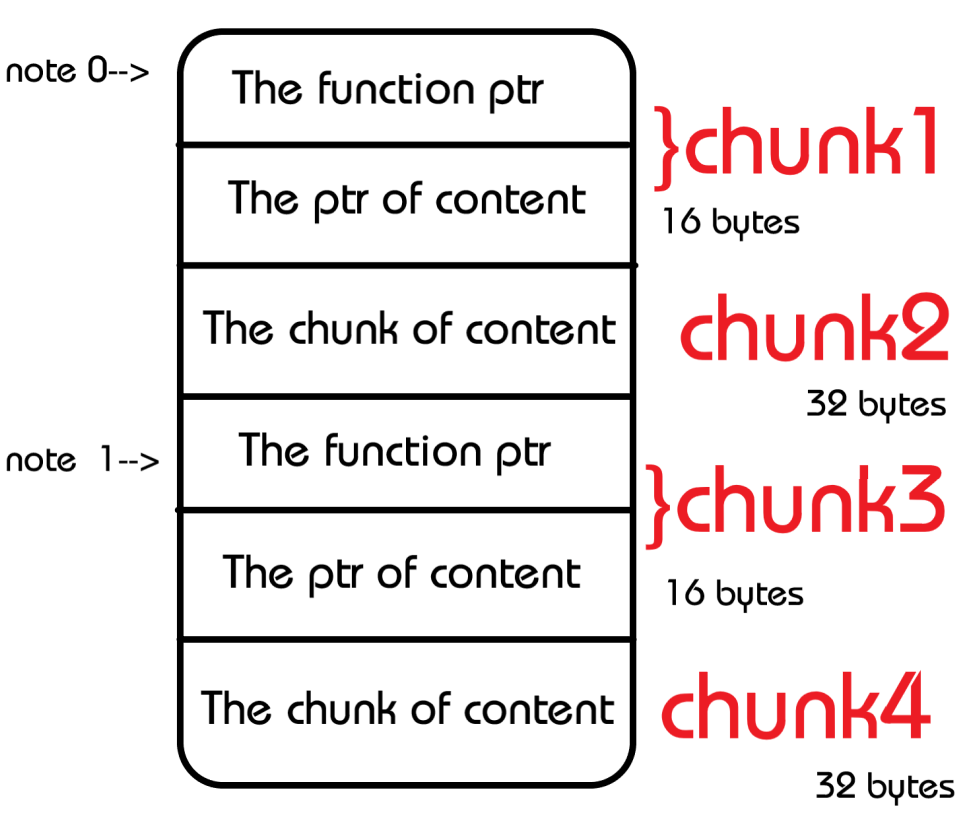 note 0-->
The function ptr
}chunk1
The ptr of content
16 bytes
The chunk of content
chunk2
32 bytes
note 1-->
The function ptr
}chunk3
The ptr of content
16 bytes
The chunk of content
chunk4
32 bytes